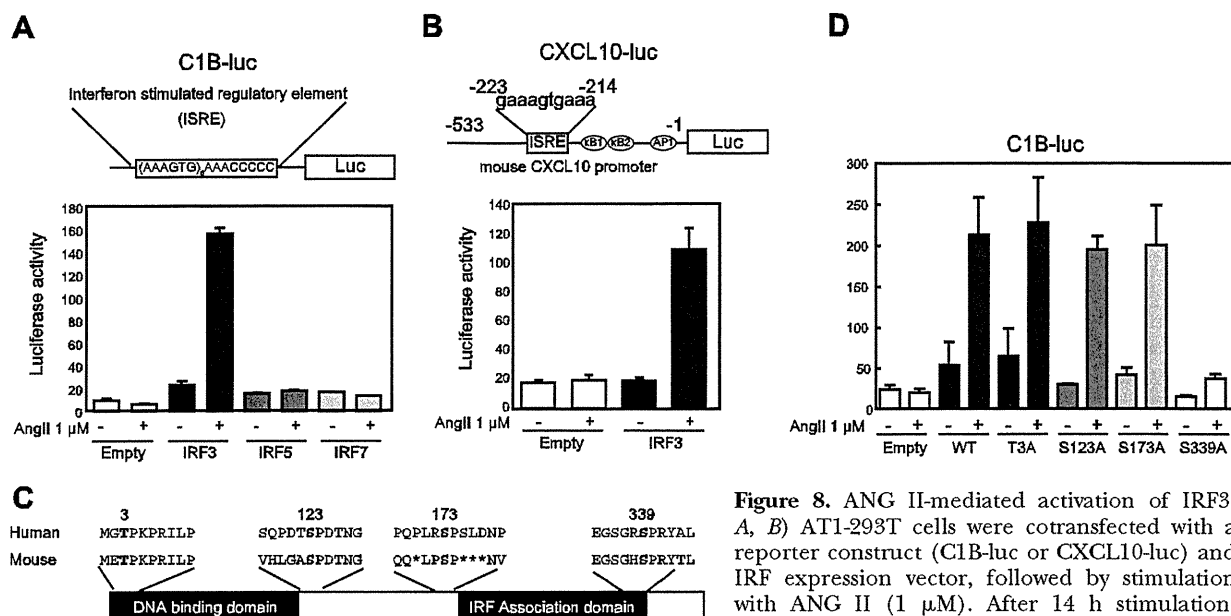 A
C1B-luc
Interferon stimulated regulatory element
(ISRE)
(AAAGTG)6AAACCCCC
Luc
180
160
140
120
100
80
60
40
20
0
Luciferase activity
AngII 1 μM
- + - + - + - +
Empty IRF3 IRF5 IRF7
B
CXCL10-luc
-223 -214
gaaagtgaaa
-533 -1
ISRE κB1 κB2 AP1 Luc
mouse CXCL10 promoter
140
120
100
80
60
40
20
0
Luciferase activity
AngII 1 μM
- + - +
Empty IRF3
D
C1B-luc
300
250
200
150
100
50
0
AngII 1 μM
- + - + - + - + - + - +
Empty WT T3A S123A S173A S339A
C
3 123 173 339
Human MGTPKPRILP SQPDTSPDTNG PQPLRSPSLDNP EGSGRSPRYAL
Mouse METPKPRILP VHLGASPDTNG QQ*LPSP***NV EGSGHSPRYTL
DNA binding domain IRF Association domain
Figure 8. ANG II-mediated activation of IRF3.
A, B) AT1-293T cells were cotransfected with a
reporter construct (C1B-luc or CXCL10-luc) and
IRF expression vector, followed by stimulation
with ANG II (1 μM). After 14 h stimulation,